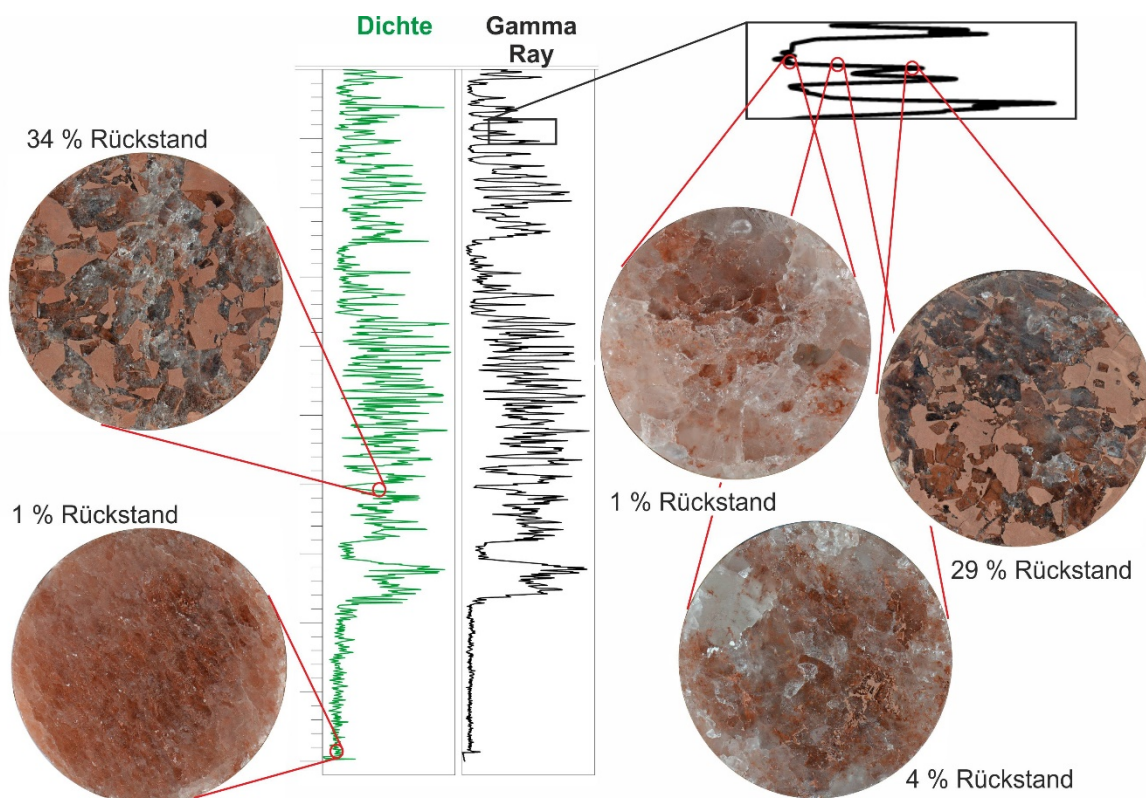 Dichte
Gamma
Ray
34 % Rückstand
1 % Rückstand
1 % Rückstand
29 % Rückstand
4 % Rückstand